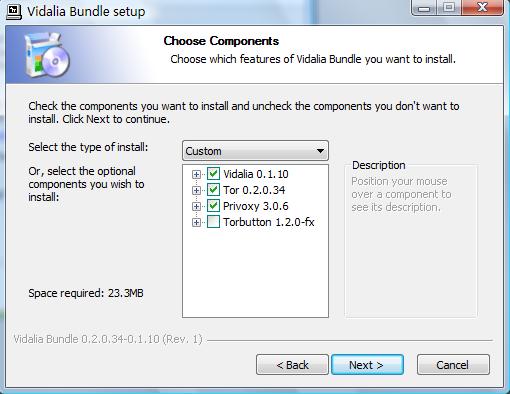 Vidalia Bundle setup
Choose Components
Choose which features of Vidalia Bundle you want to install.
Check the components you want to install and uncheck the components you don't want to
install. Click Next to continue.
Select the type of install:
Custom
Or, select the optional
components you wish to
install:
Vidalia 0.1.10
Tor 0.2.0.34
Privoxy 3.0.6
Torbutton 1.2.0-fx
Description
Position your mouse
over a component to
see its description.
Space required: 23.3MB
Vidalia Bundle 0.2.0.34-0.1.10 (Rev. 1)
< Back
Next >
Cancel